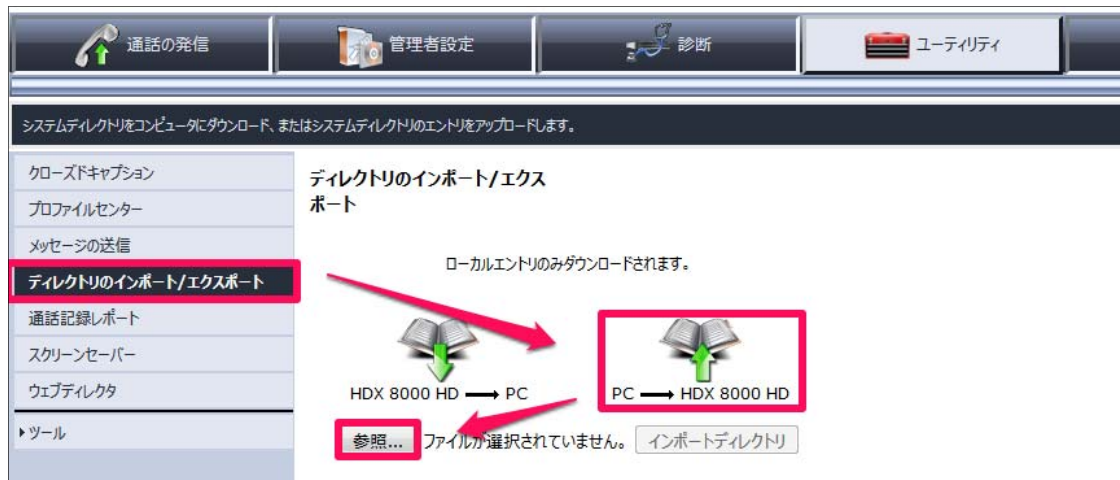 通話の発信
管理者設定
診断
ユーティリティ
システムディレクトリをコンピュータにダウンロード、またはシステムディレクトリのエントリをアップロードします。
クローズドキャプション
プロファイルセンター
メッセージの送信
ディレクトリのインポート/エクスポート
通話記録レポート
スクリーンセーバー
ウェブディレクタ
ツール
ディレクトリのインポート/エクス
ポート
ローカルエントリのみダウンロードされます。
HDX 8000 HD → PC
PC → HDX 8000 HD
参照... ファイルが選択されていません。 インポートディレクトリ